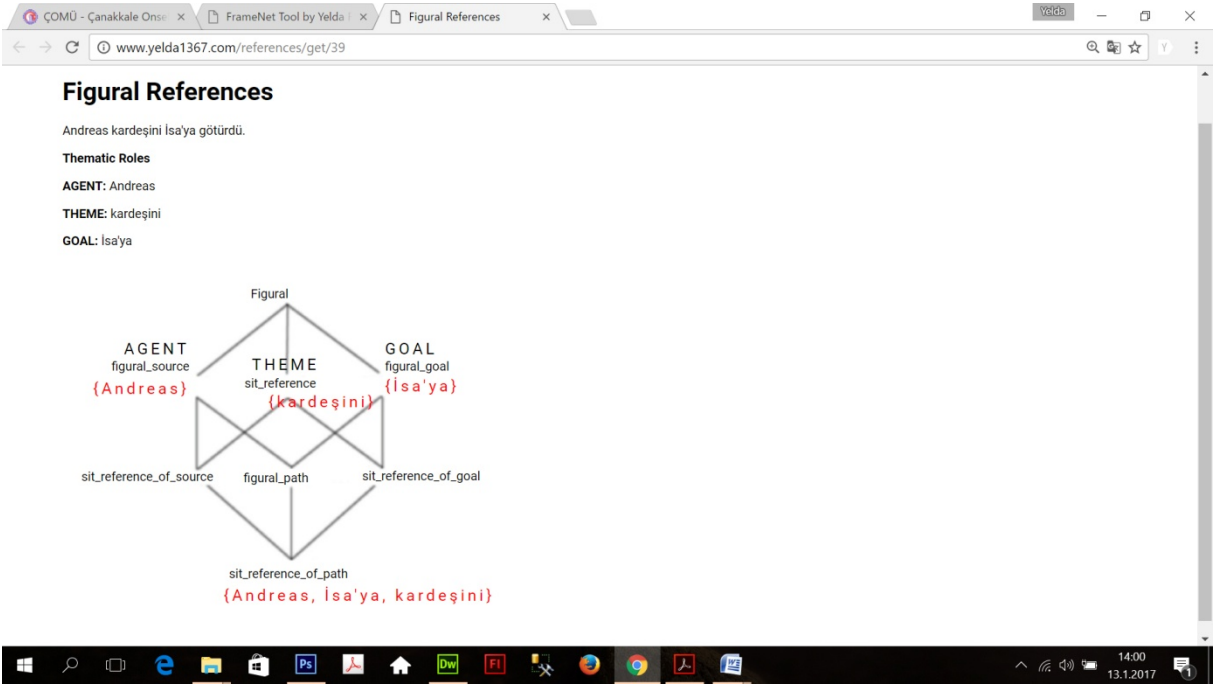 ÇOMÜ - Çanakkale Onse
FrameNet Tool by Yelda
Figural References
Yelda
www.yelda1367.com/references/get/39
Figural References
Andreas kardeşini İsa'ya götürdü.
Thematic Roles
AGENT: Andreas
THEME: kardeşini
GOAL: İsa'ya
Figural
AGENT
figural_source
{Andreas}
THEME
sit_reference
{kardeşini}
GOAL
figural_goal
{İsa'ya}
sit_reference_of_source
figural_path
sit_reference_of_goal
sit_reference_of_path
{Andreas, İsa'ya, kardeşini}
Ps
Dw
Fl
14:00
13.1.2017
1